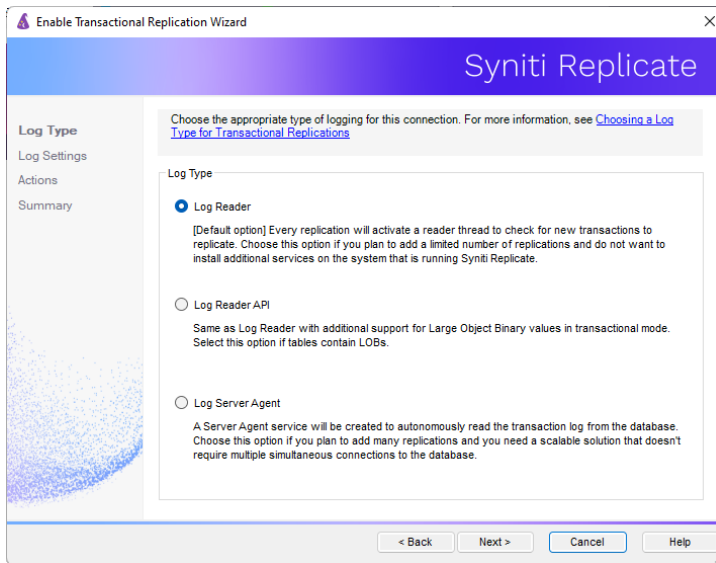 Enable Transactional Replication Wizard
Syniti Replicate
Log Type
Log Settings
Actions
Summary
Choose the appropriate type of logging for this connection. For more information, see Choosing a Log
Type for Transactional Replications
Log Type
Log Reader
[Default option] Every replication will activate a reader thread to check for new transactions to
replicate. Choose this option if you plan to add a limited number of replications and do not want to
install additional services on the system that is running Syniti Replicate.
Log Reader API
Same as Log Reader with additional support for Large Object Binary values in transactional mode.
Select this option if tables contain LOBs.
Log Server Agent
A Server Agent service will be created to autonomously read the transaction log from the database.
Choose this option if you plan to add many replications and you need a scalable solution that doesn't
require multiple simultaneous connections to the database.
< Back Next > Cancel Help